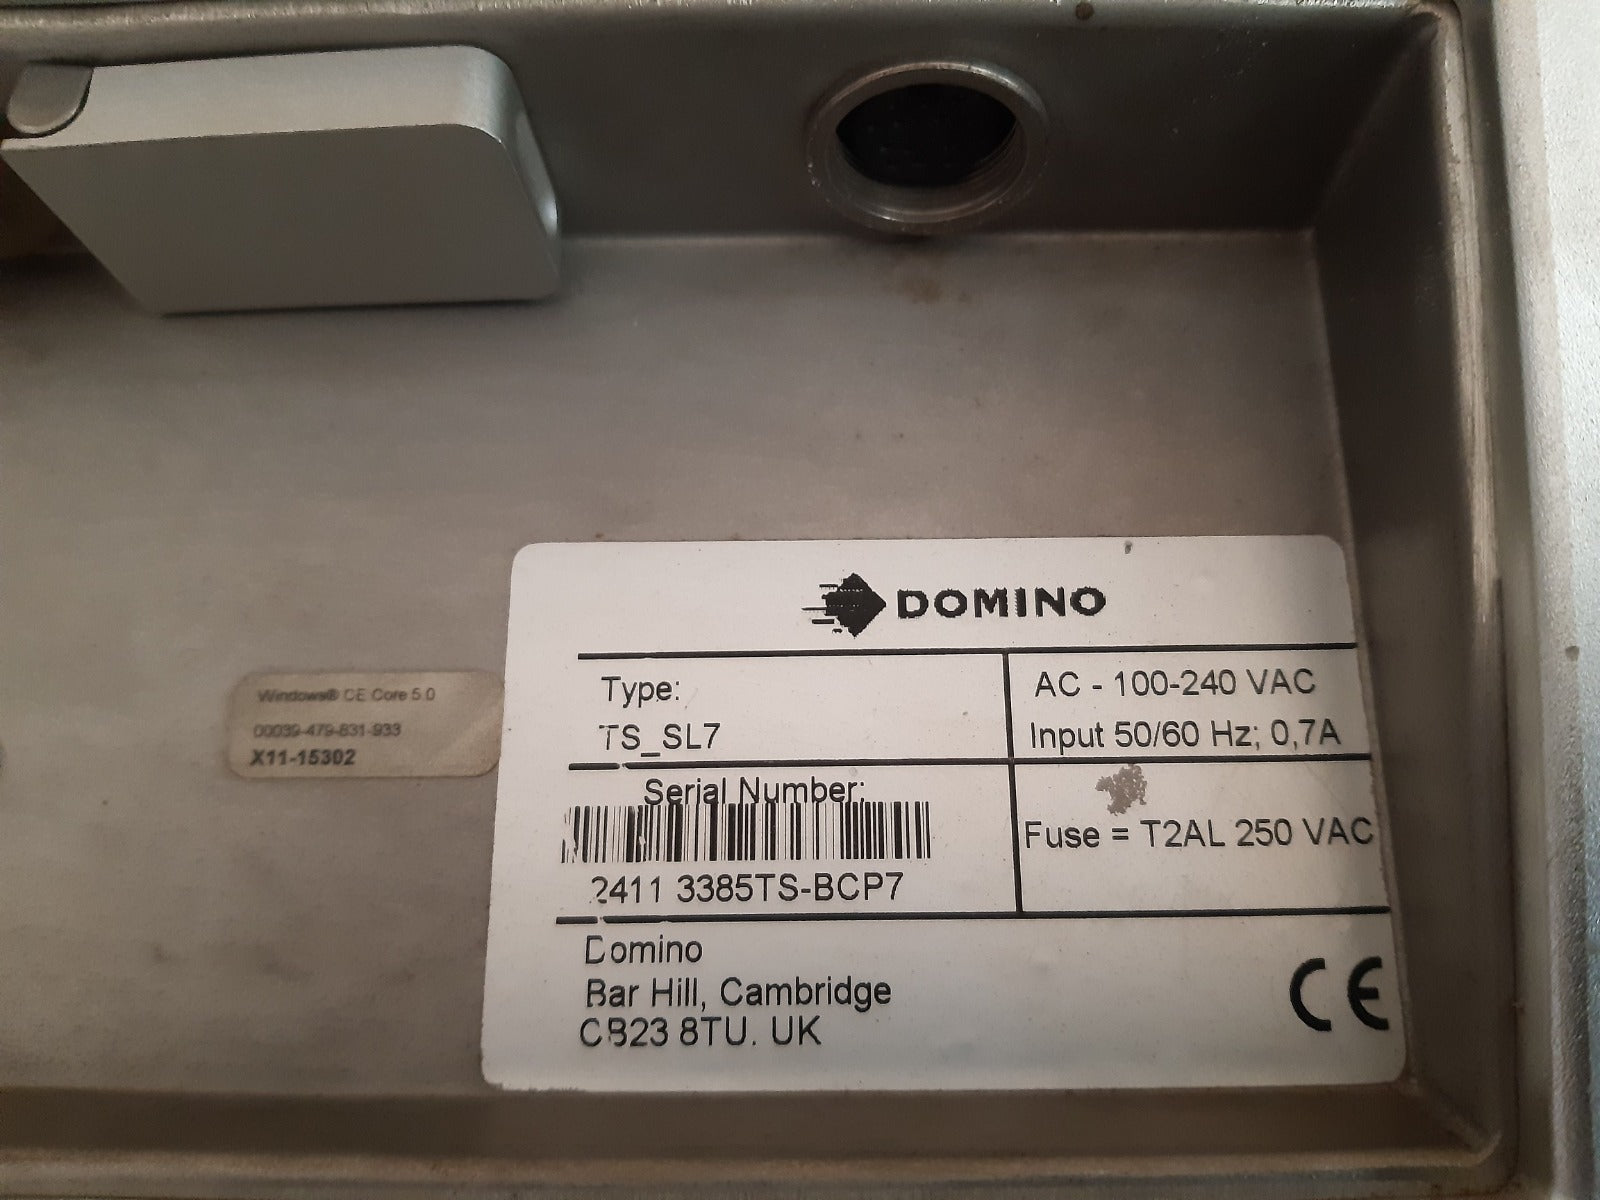 DOMINO
Type:
TS_SL7
AC - 100-240 VAC
Input 50/60 Hz; 0,7A
Serial Number:
2411 3385TS-BCP7
Fuse = T2AL 250 VAC
Domino
Bar Hill, Cambridge
CB23 8TU. UK
CE
Windows® CE Core 5.0
00039-479-831-933
X11-15302